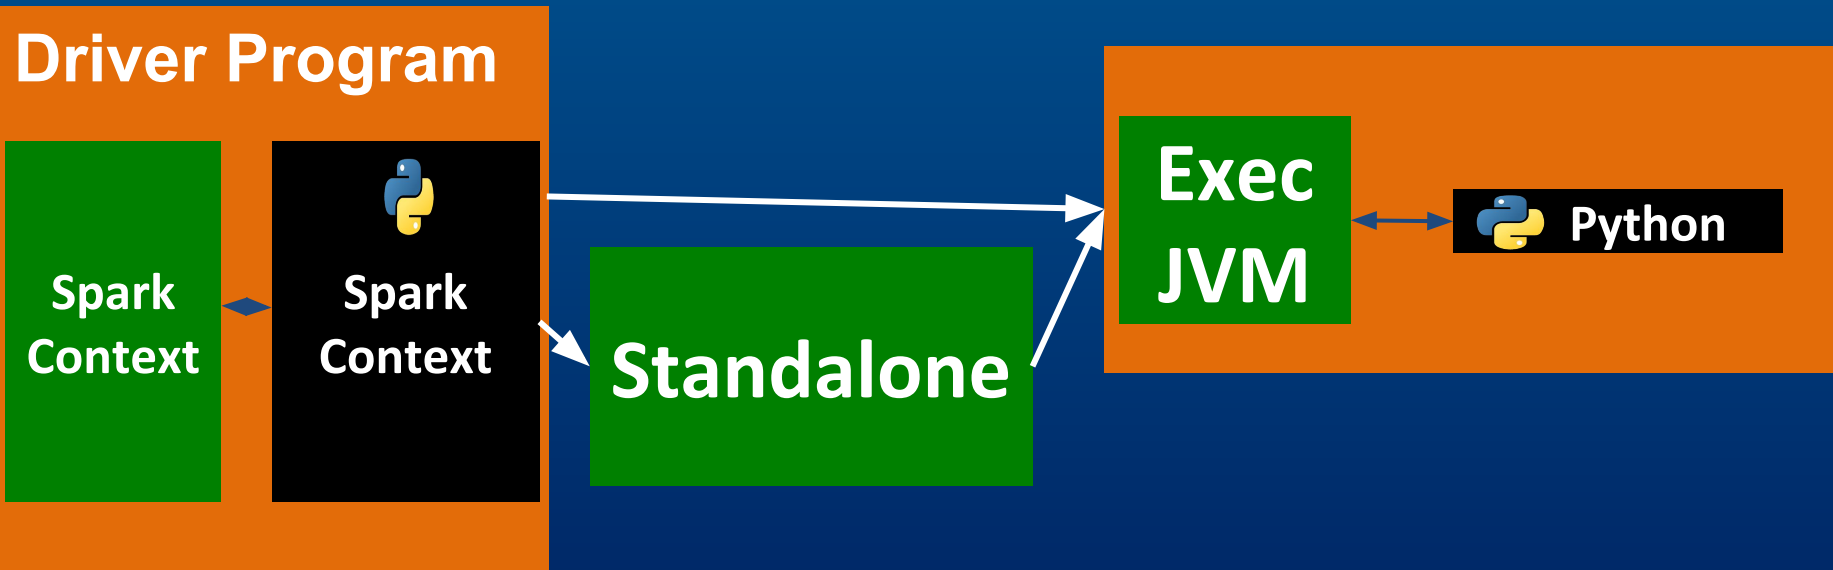 Driver Program
Spark
Context
Spark
Context
Standalone
Exec
JVM
Python